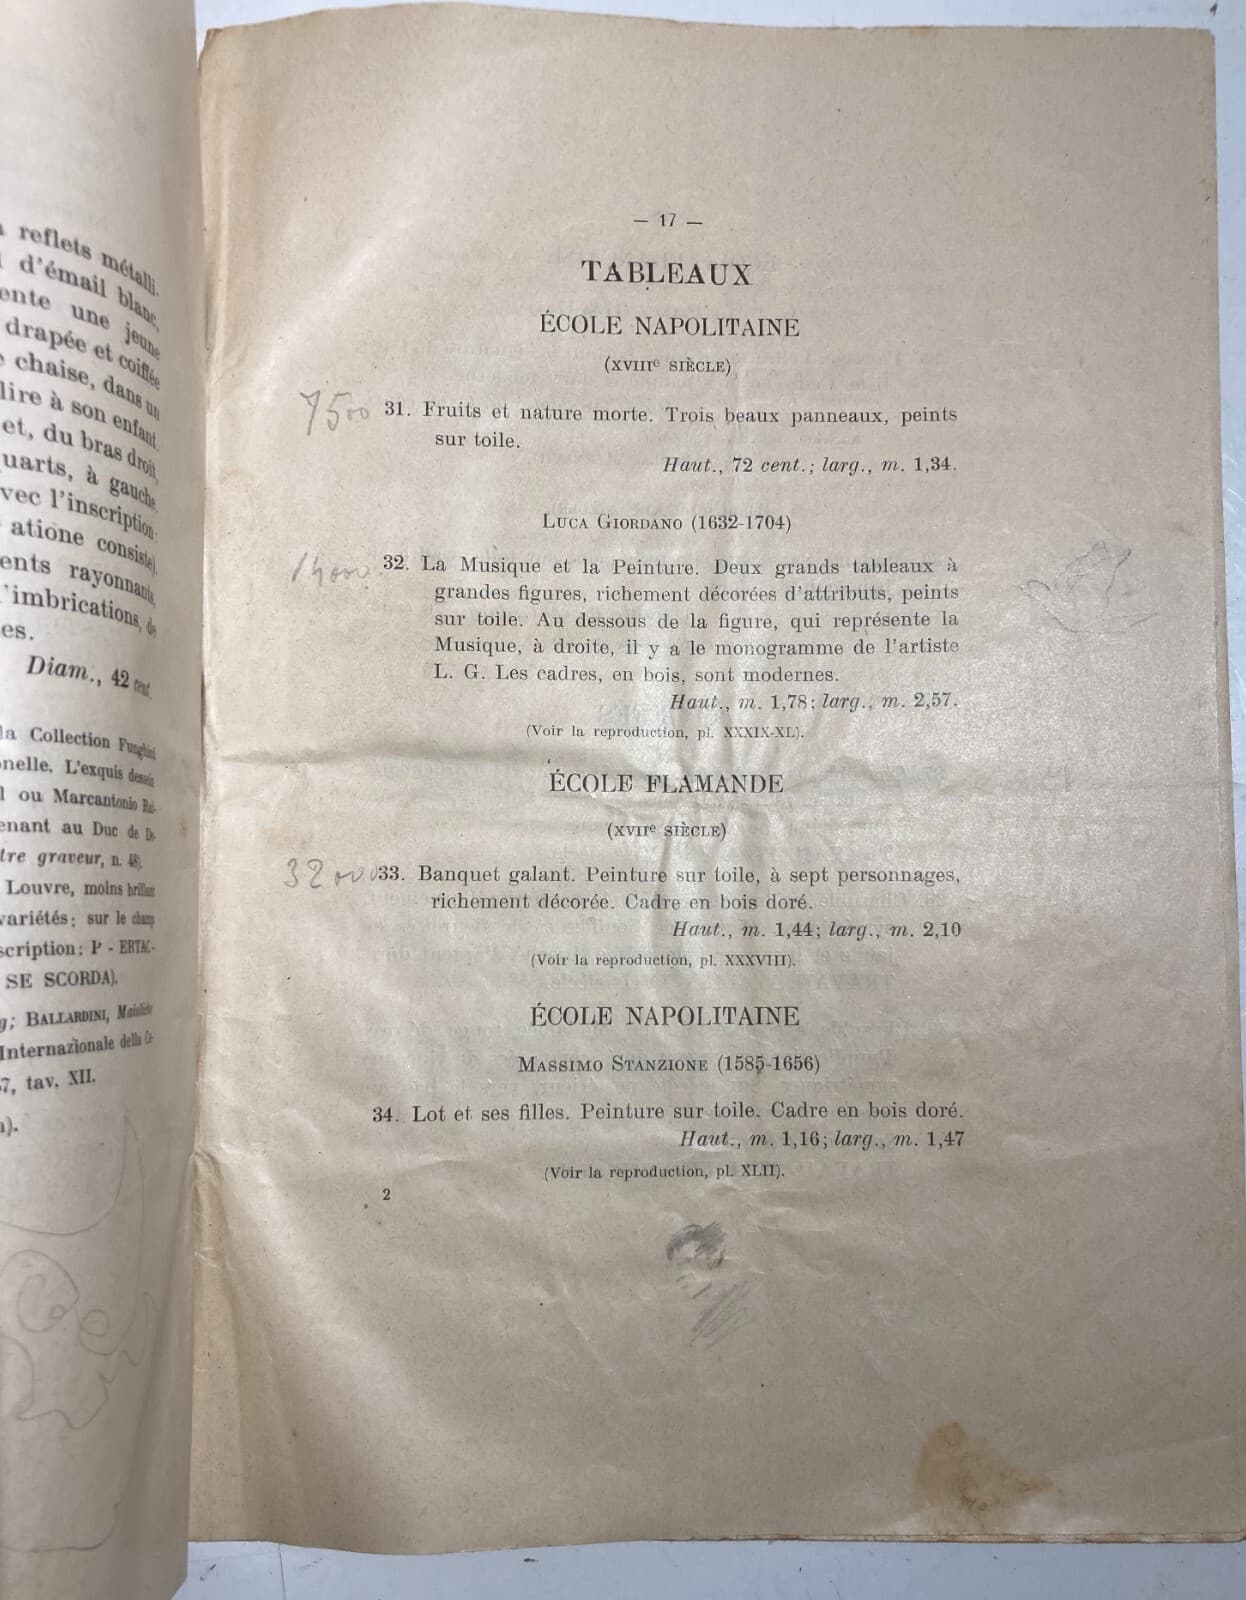 reflets métalli-
d'émail blanc,
ente une jeune
drapée et coiffée
chaise, dans un
lire à son enfant.
et, du bras droit,
uarts, à gauche.
vec l'inscription:
atione consiste).
ents rayonnants,
'imbrications, de
es.
Diam., 42 cent.
la Collection Funghini
nelle. L'exquis dessin
ou Marcantonio Rai-
enant au Duc de De-
tre graveur, n. 48).
Louvre, moins brillant
variétés; sur le champ
scription: P - ERTAC-
SE SCORDA).
g; BALLARDINI, Maioliche
Internazionale della Ce-
7, tav. XII.
a).
— 17 —
TABLEAUX
ÉCOLE NAPOLITAINE
(XVIIIe SIÈCLE)
7500 31. Fruits et nature morte. Trois beaux panneaux, peints
sur toile.
Haut., 72 cent.; larg., m. 1,34.
LUCA GIORDANO (1632-1704)
32. La Musique et la Peinture. Deux grands tableaux à
grandes figures, richement décorées d'attributs, peints
sur toile. Au dessous de la figure, qui représente la
Musique, à droite, il y a le monogramme de l'artiste
L. G. Les cadres, en bois, sont modernes.
Haut., m. 1,78; larg., m. 2,57.
(Voir la reproduction, pl. XXXIX-XL).
ÉCOLE FLAMANDE
(XVIIe SIÈCLE)
32000 33. Banquet galant. Peinture sur toile, à sept personnages,
richement décorée. Cadre en bois doré.
Haut., m. 1,44; larg., m. 2,10
(Voir la reproduction, pl. XXXVIII).
ÉCOLE NAPOLITAINE
MASSIMO STANZIONE (1585-1656)
34. Lot et ses filles. Peinture sur toile. Cadre en bois doré.
Haut., m. 1,16; larg., m. 1,47
(Voir la reproduction, pl. XLII).
2